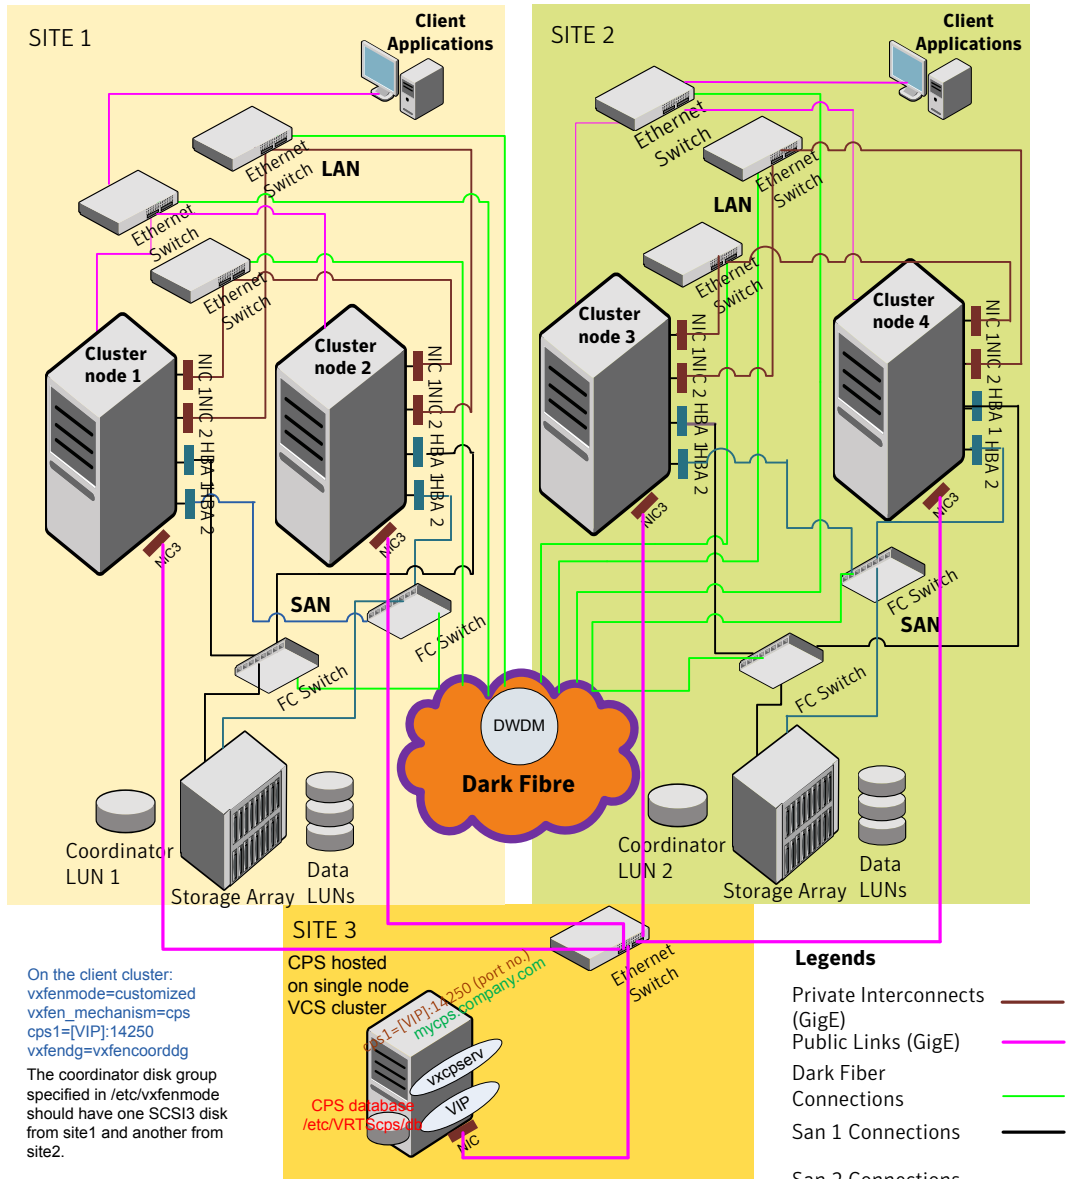 SITE 1
Client
Applications
Ethernet
Switch
LAN
Ethernet
Switch
Ethernet
Switch
Cluster
node 1
NIC 1
NIC 2
HBA 1
HBA 2
NIC3
Cluster
node 2
NIC 1
NIC 2
HBA 1
HBA 2
NIC3
SAN
FC Switch
FC Switch
Coordinator
LUN 1
Storage Array
Data
LUNs
SITE 2
Client
Applications
Ethernet
Switch
Ethernet
Switch
LAN
Ethernet
Switch
Cluster
node 3
NIC 1
NIC 2
HBA 1
HBA 2
NIC3
Cluster
node 4
NIC 1
NIC 2
HBA 1
HBA 2
NIC3
FC Switch
SAN
FC Switch
Coordinator
LUN 2
Storage Array
Data
LUNs
DWDM
Dark Fibre
SITE 3
CPS hosted
on single node
VCS cluster
Ethernet
Switch
cps1=[VIP]:14250 (port no.)
mycps.company.com
vxcpserv
VIP
CPS database
/etc/VRTScps/db
NIC
On the client cluster:
vxfenmode=customized
vxfen_mechanism=cps
cps1=[VIP]:14250
vxfendg=vxfencoorddg
The coordinator disk group
specified in /etc/vxfenmode
should have one SCSI3 disk
from site1 and another from
site2.
Legends
Private Interconnects
(GigE)
Public Links (GigE)
Dark Fiber
Connections
San 1 Connections
San 2 Connections